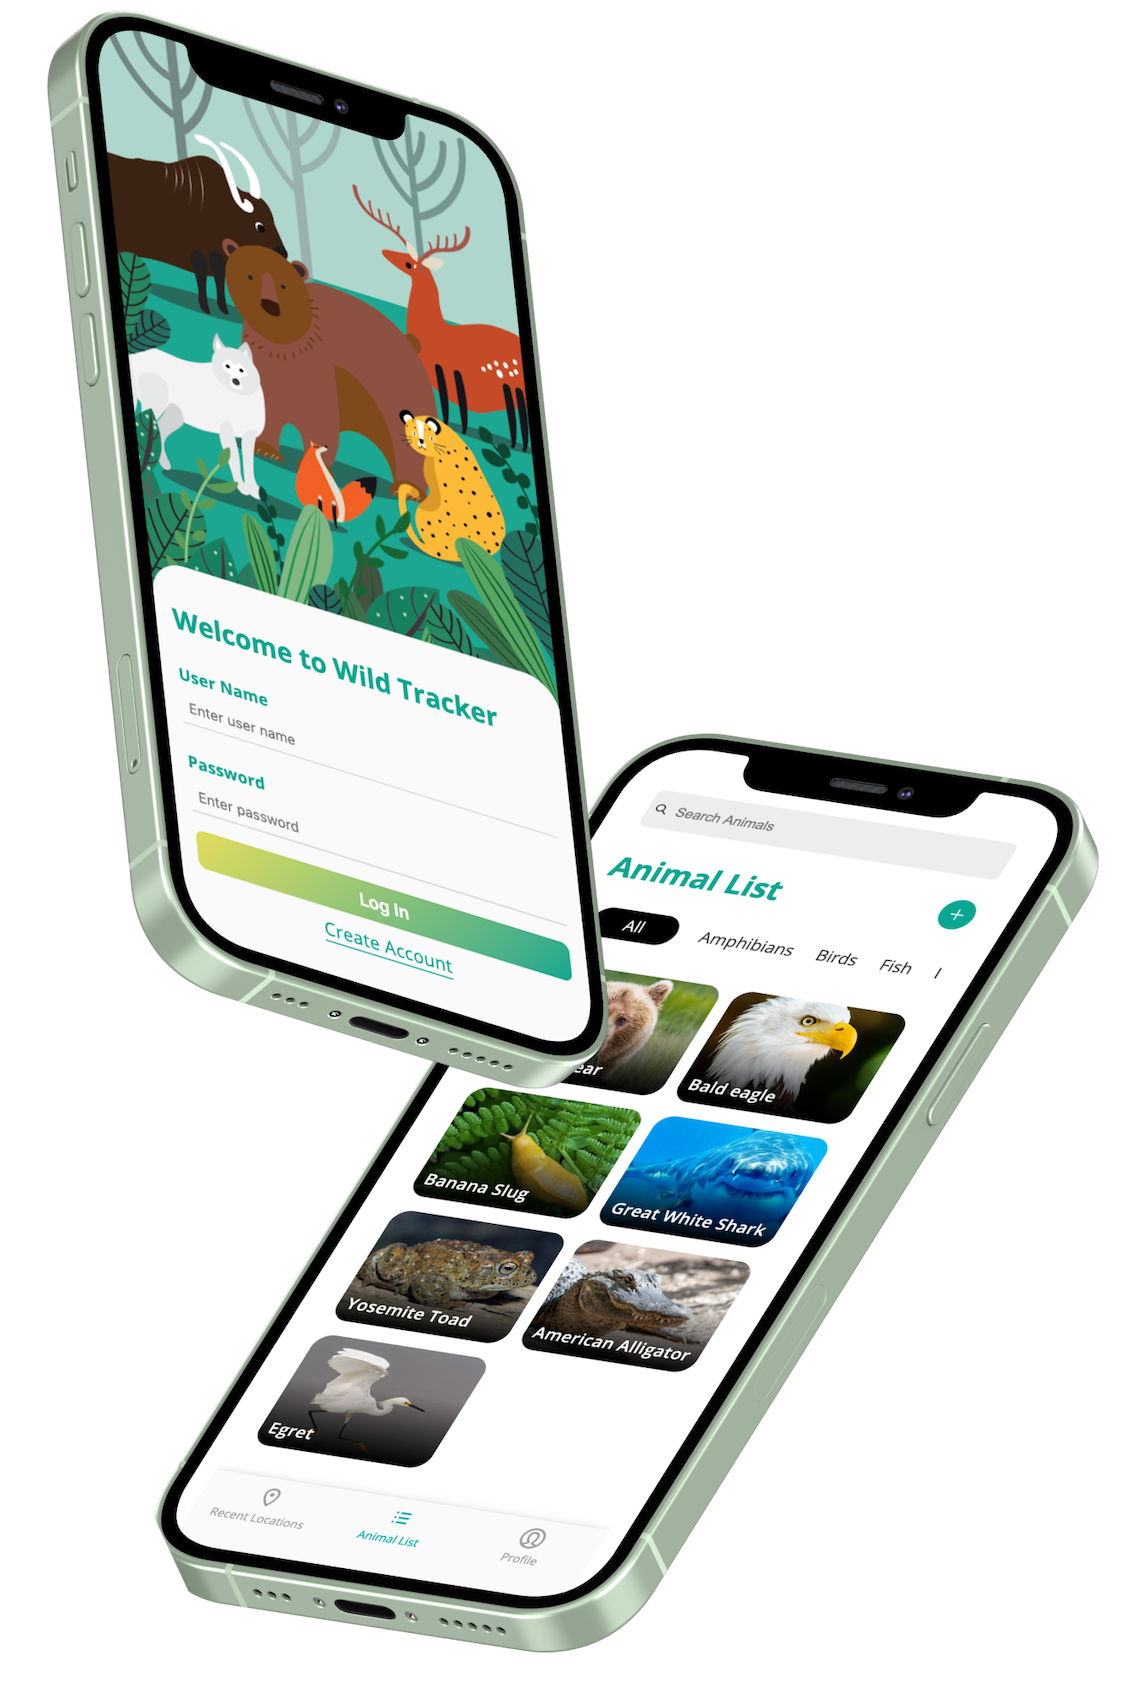 Welcome to Wild Tracker
User Name
Enter user name
Password
Enter password
Log In
Create Account
Search Animals
Animal List
All
Amphibians
Birds
Fish
ear
Bald eagle
Banana Slug
Great White Shark
Yosemite Toad
American Alligator
Egret
Recent Locations
Animal List
Profile